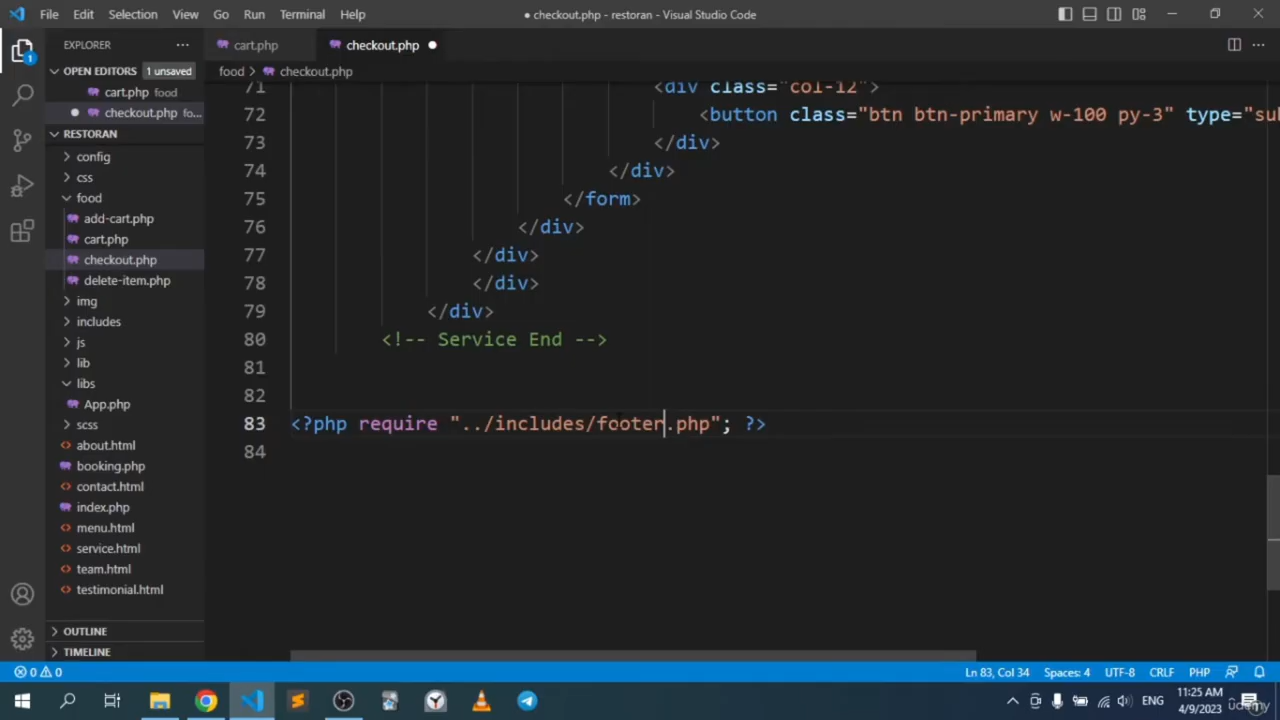 File Edit Selection View Go Run Terminal Help
● checkout.php - restoran - Visual Studio Code
EXPLORER
cart.php
checkout.php
food > checkout.php
OPEN EDITORS 1 unsaved
cart.php food
checkout.php fo...
RESTORAN
config
css
food
add-cart.php
cart.php
checkout.php
delete-item.php
img
includes
js
lib
libs
App.php
scss
about.html
booking.php
contact.html
index.php
menu.html
service.html
team.html
testimonial.html
OUTLINE
TIMELINE
71 <div class="col-12">
72 <button class="btn btn-primary w-100 py-3" type="su
73 </div>
74 </div>
75 </form>
76 </div>
77 </div>
78 </div>
79 </div>
80 <!-- Service End -->
81
82
83 <?php require "../includes/footer.php"; ?>
84
0 0
Ln 83, Col 34 Spaces: 4 UTF-8 CRLF PHP
ENG
11:25 AM
4/9/2023
udemy